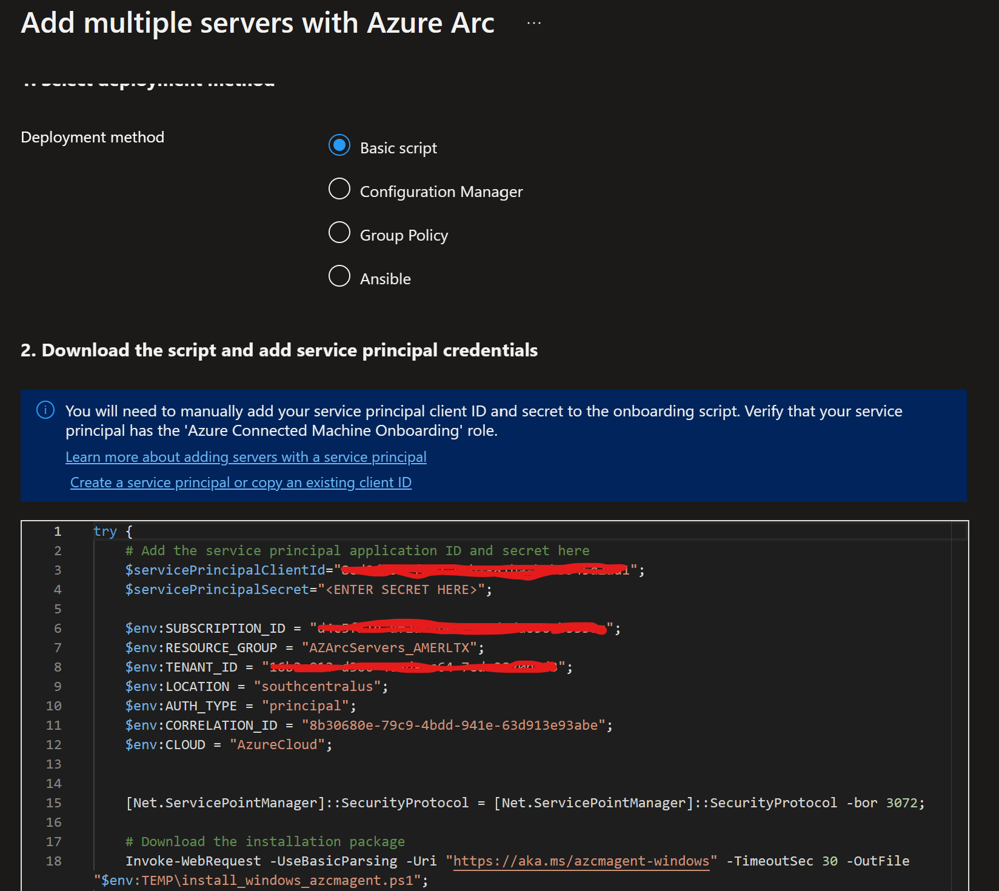 Add multiple servers with Azure Arc ...
1. Select deployment method
Deployment method
Basic script
Configuration Manager
Group Policy
Ansible
2. Download the script and add service principal credentials
You will need to manually add your service principal client ID and secret to the onboarding script. Verify that your service
principal has the 'Azure Connected Machine Onboarding' role.
Learn more about adding servers with a service principal
Create a service principal or copy an existing client ID
1 try {
2 # Add the service principal application ID and secret here
3 $servicePrincipalClientId="";
4 $servicePrincipalSecret="<ENTER SECRET HERE>";
5
6 $env:SUBSCRIPTION_ID = "";
7 $env:RESOURCE_GROUP = "AZArcServers_AMERLTX";
8 $env:TENANT_ID = "";
9 $env:LOCATION = "southcentralus";
10 $env:AUTH_TYPE = "principal";
11 $env:CORRELATION_ID = "8b30680e-79c9-4bdd-941e-63d913e93abe";
12 $env:CLOUD = "AzureCloud";
13
14
15 [Net.ServicePointManager]::SecurityProtocol = [Net.ServicePointManager]::SecurityProtocol -bor 3072;
16
17 # Download the installation package
18 Invoke-WebRequest -UseBasicParsing -Uri "https://aka.ms/azcmagent-windows" -TimeoutSec 30 -OutFile
"$env:TEMP\install_windows_azcmagent.ps1";